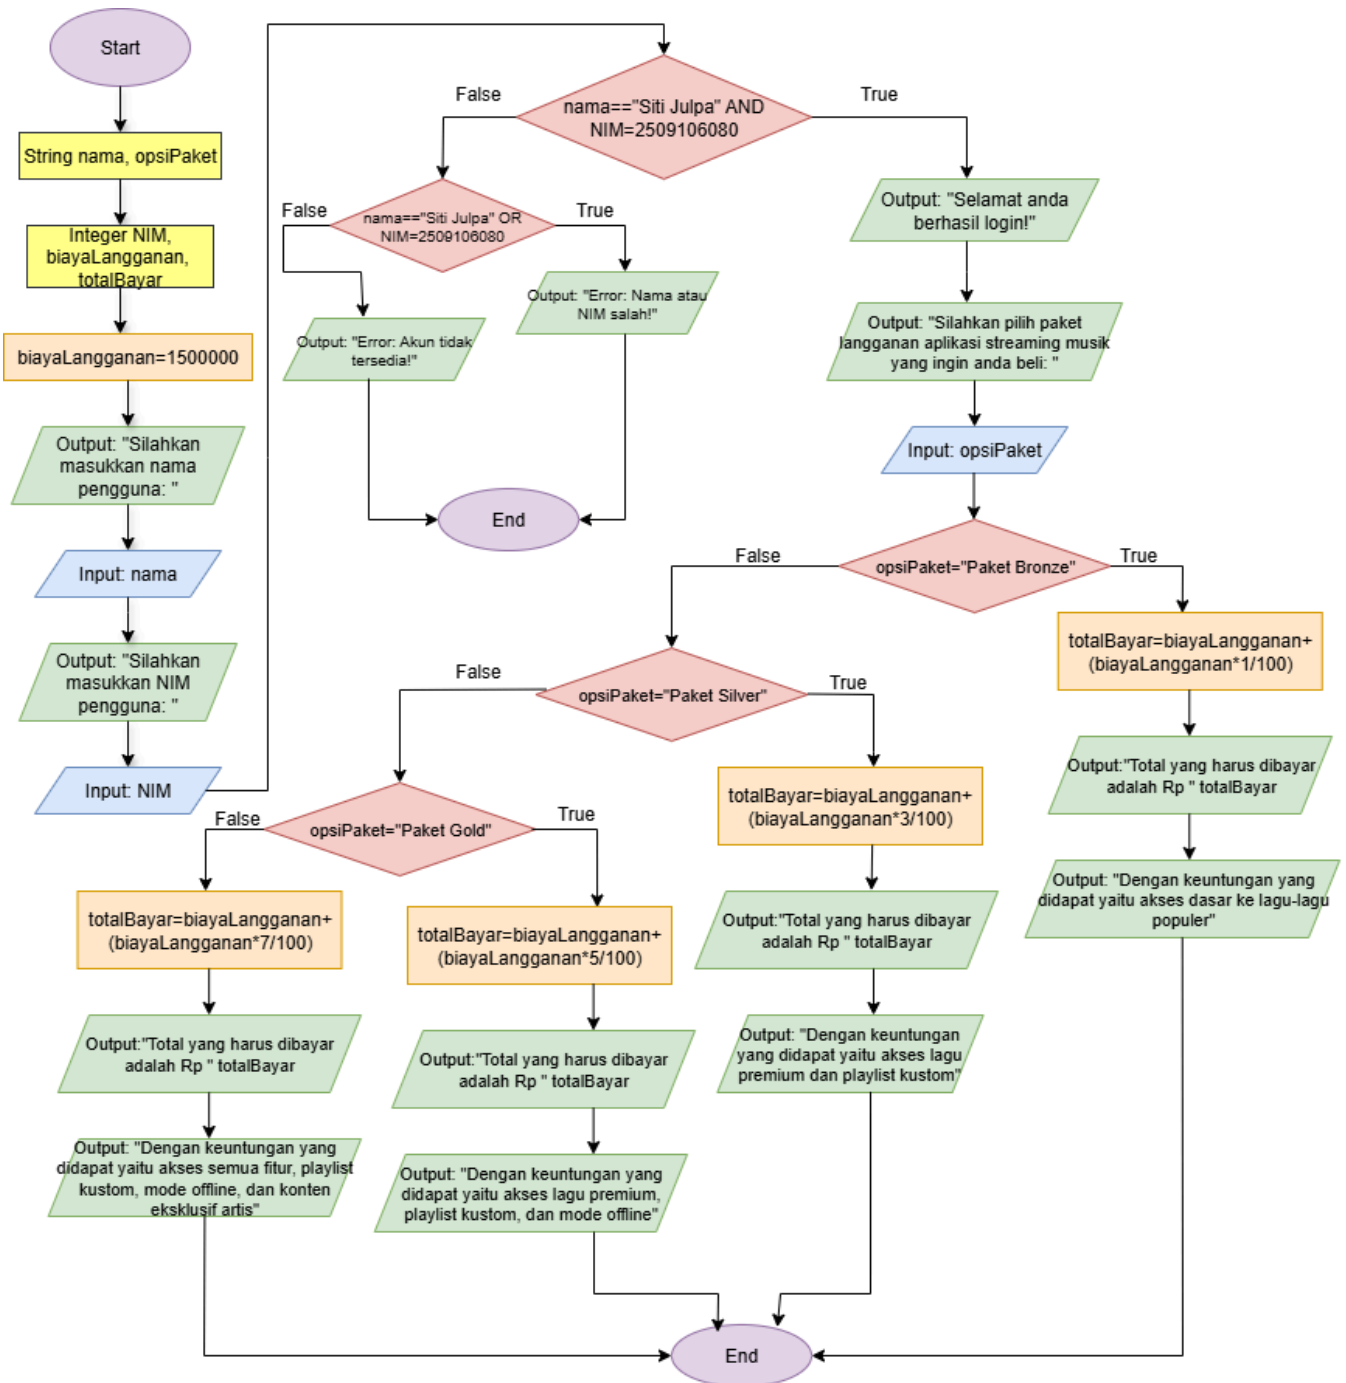 Start
String nama, opsiPaket
Integer NIM,
biayaLangganan,
totalBayar
biayaLangganan=1500000
Output: "Silahkan
masukkan nama
pengguna: "
Input: nama
Output: "Silahkan
masukkan NIM
pengguna: "
Input: NIM
nama=="Siti Julpa" AND
NIM=2509106080
False
True
nama=="Siti Julpa" OR
NIM=2509106080
False
True
Output: "Error: Akun tidak
tersedia!"
Output: "Error: Nama atau
NIM salah!"
End
Output: "Selamat anda
berhasil login!"
Output: "Silahkan pilih paket
langganan aplikasi streaming musik
yang ingin anda beli: "
Input: opsiPaket
opsiPaket="Paket Bronze"
False
True
totalBayar=biayaLangganan+
(biayaLangganan*1/100)
Output:"Total yang harus dibayar
adalah Rp " totalBayar
Output: "Dengan keuntungan yang
didapat yaitu akses dasar ke lagu-lagu
populer"
opsiPaket="Paket Silver"
False
True
totalBayar=biayaLangganan+
(biayaLangganan*3/100)
Output:"Total yang harus dibayar
adalah Rp " totalBayar
Output: "Dengan keuntungan
yang didapat yaitu akses lagu
premium dan playlist kustom"
opsiPaket="Paket Gold"
False
True
totalBayar=biayaLangganan+
(biayaLangganan*5/100)
Output:"Total yang harus dibayar
adalah Rp " totalBayar
Output: "Dengan keuntungan yang
didapat yaitu akses lagu premium,
playlist kustom, dan mode offline"
totalBayar=biayaLangganan+
(biayaLangganan*7/100)
Output:"Total yang harus dibayar
adalah Rp " totalBayar
Output: "Dengan keuntungan yang
didapat yaitu akses semua fitur, playlist
kustom, mode offline, dan konten
eksklusif artis"
End